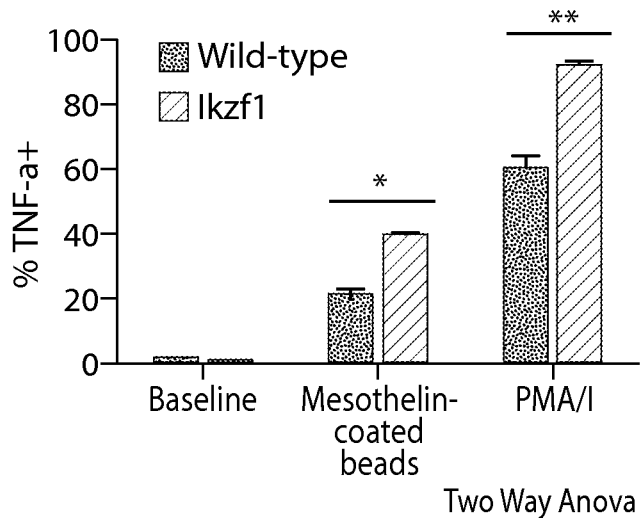 **
100
Wild-type
80
Ikzf1
% TNF-a+
60
*
40
20
0
Baseline
Mesothelin-
coated
beads
PMA/I
Two Way Anova